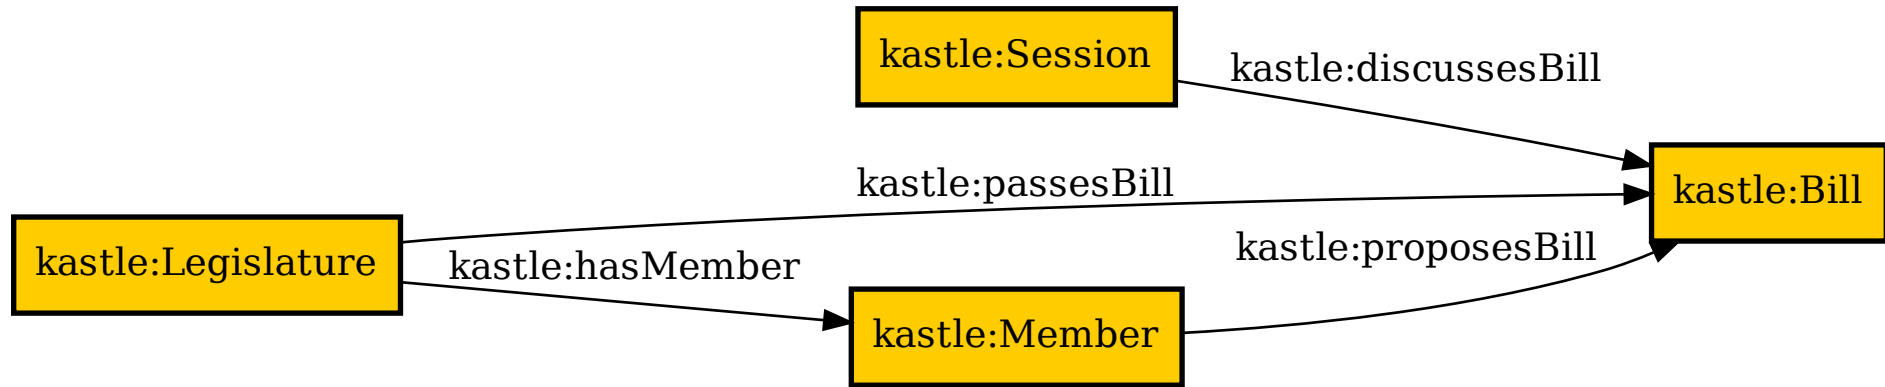 kastle:Session
kastle:discussesBill
kastle:passesBill
kastle:Bill
kastle:Legislature
kastle:hasMember
kastle:proposesBill
kastle:Member